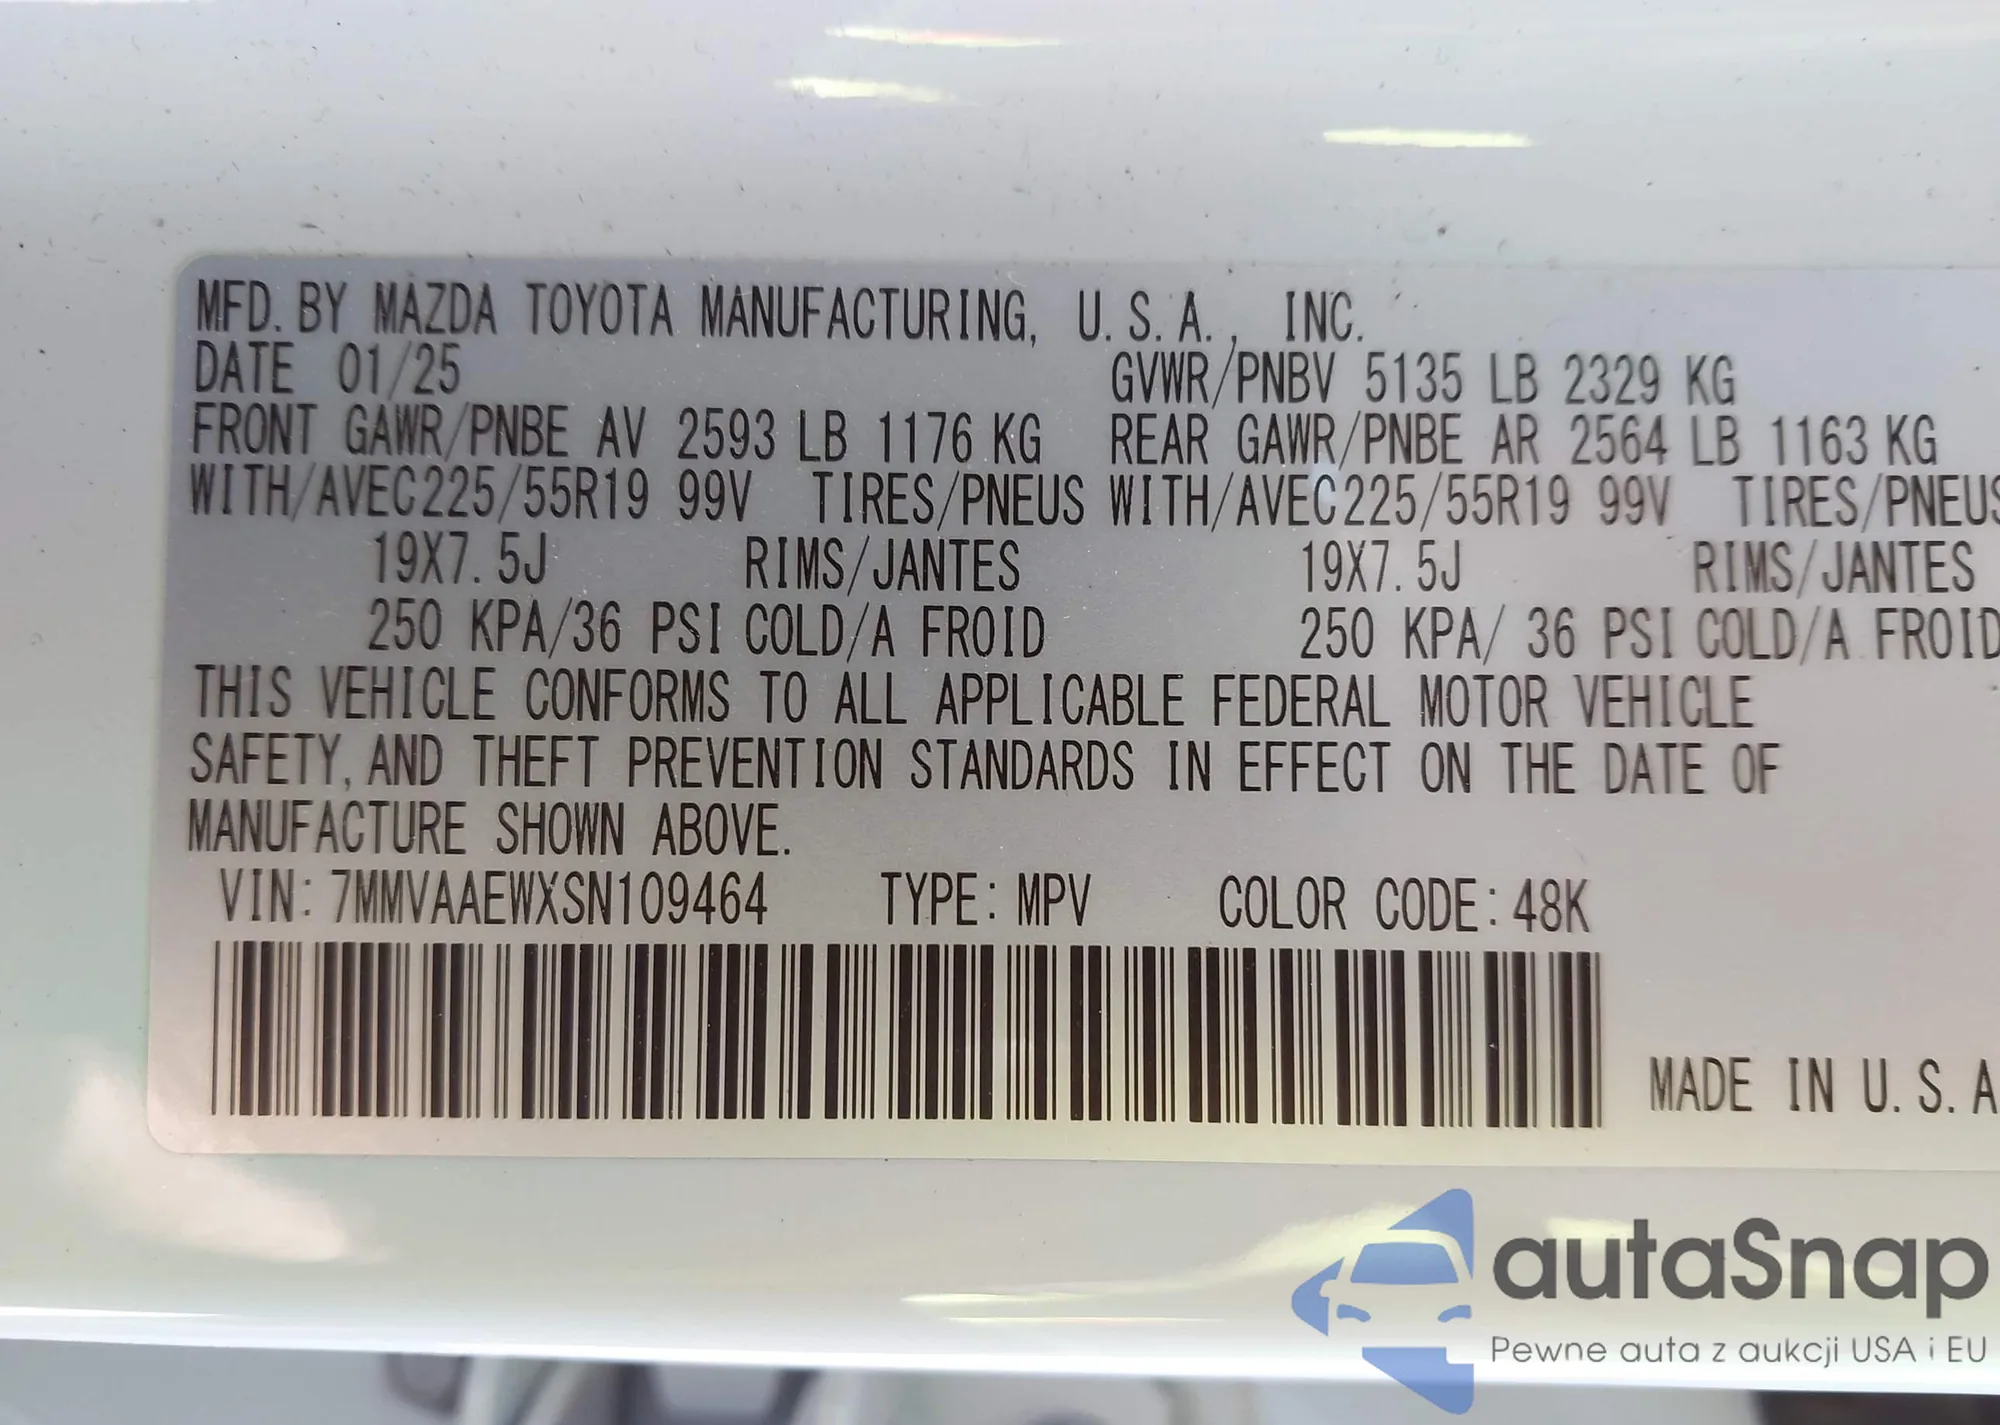 MFD. BY MAZDA TOYOTA MANUFACTURING, U.S.A., INC.
DATE 01/25 GVWR/PNBV 5135 LB 2329 KG
FRONT GAWR/PNBE AV 2593 LB 1176 KG REAR GAWR/PNBE AR 2564 LB 1163 KG
WITH/AVEC225/55R19 99V TIRES/PNEUS WITH/AVEC225/55R19 99V TIRES/PNEUS
19X7.5J RIMS/JANTES 19X7.5J RIMS/JANTES
250 KPA/36 PSI COLD/A FROID 250 KPA/ 36 PSI COLD/A FROID
THIS VEHICLE CONFORMS TO ALL APPLICABLE FEDERAL MOTOR VEHICLE
SAFETY, AND THEFT PREVENTION STANDARDS IN EFFECT ON THE DATE OF
MANUFACTURE SHOWN ABOVE.
VIN: 7MMVAAEWXSN109464 TYPE: MPV COLOR CODE: 48K
MADE IN U.S.A
autaSnap
Pewne auta z aukcji USA i EU